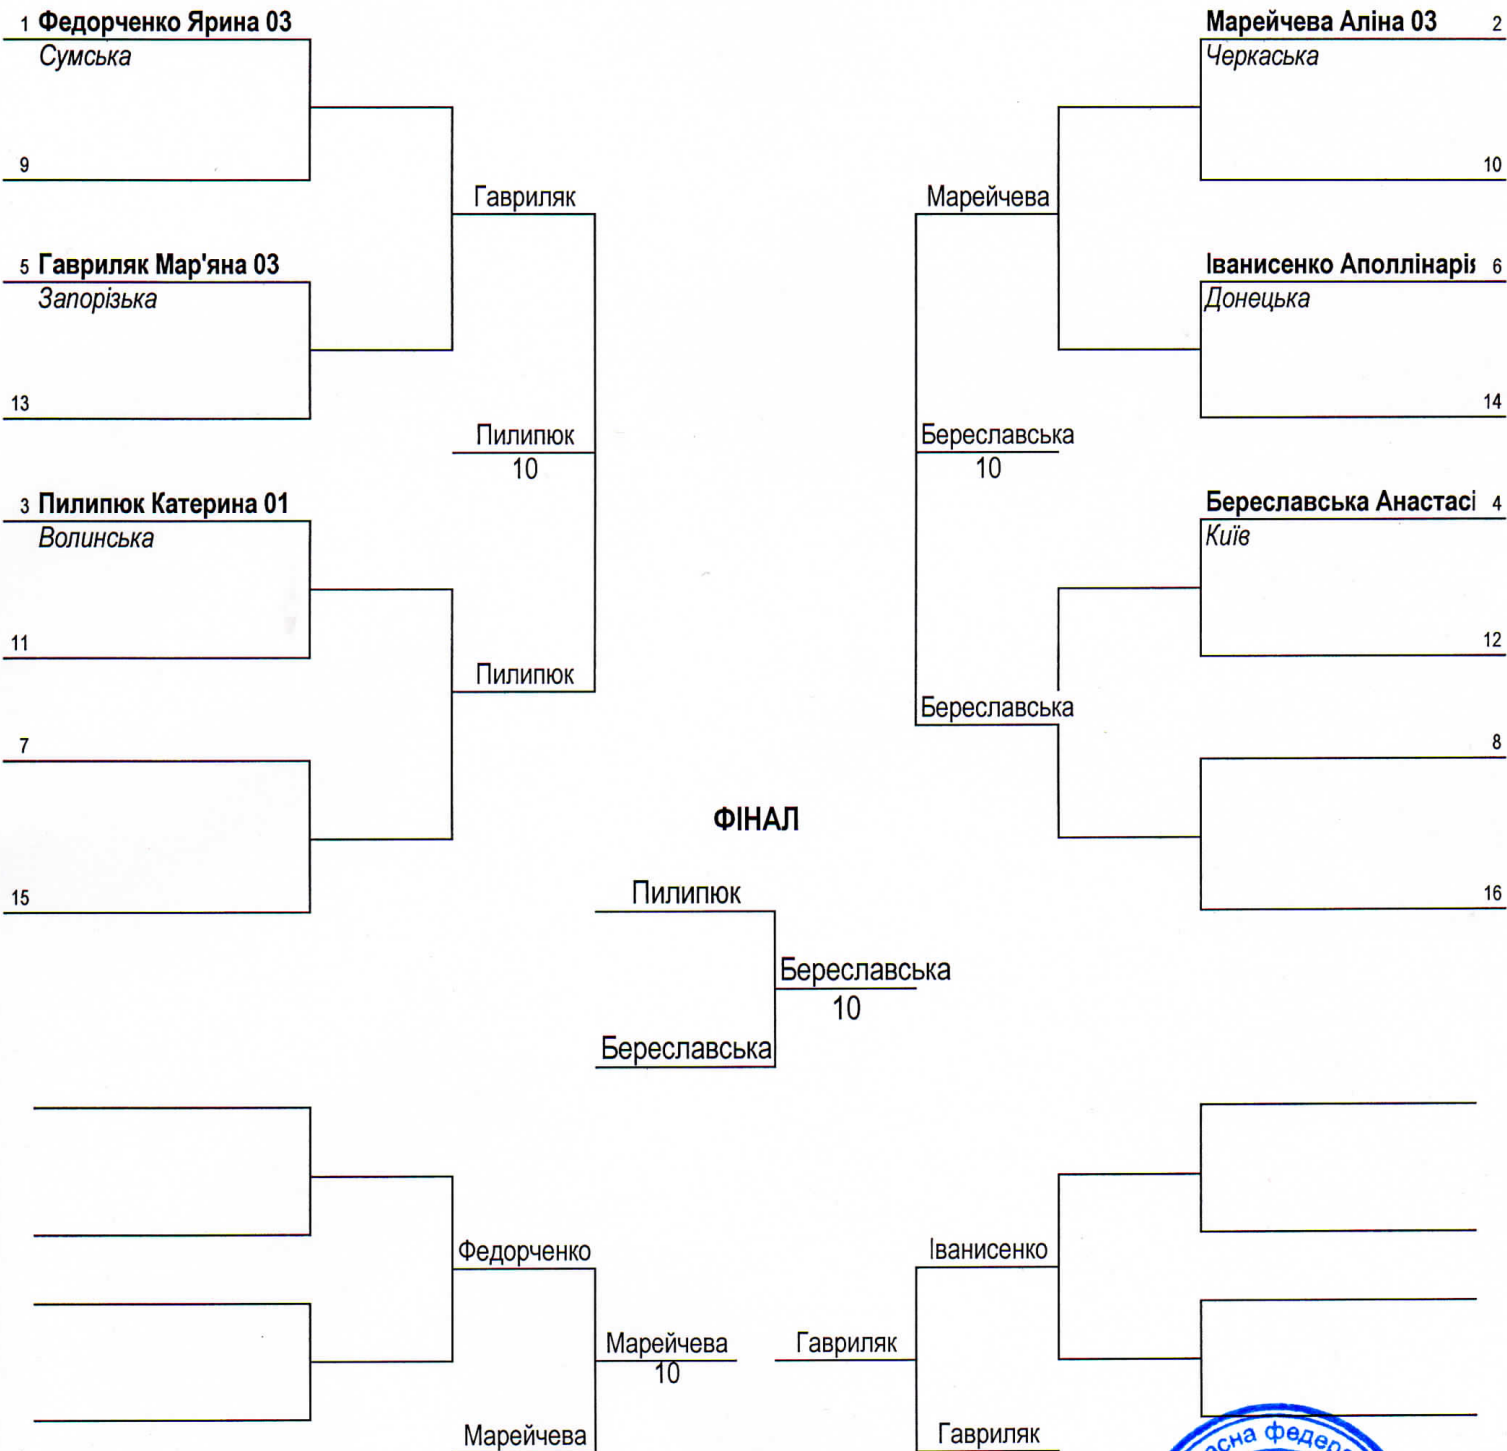 1 Федорченко Ярина 03
Сумська
9
5 Гавриляк Мар'яна 03
Запорізька
13
3 Пилипюк Катерина 01
Волинська
11
7
15
Гавриляк
Пилипюк
10
Пилипюк
Марейчева Аліна 03 2
Черкаська
10
Іванисенко Аполлінарія 6
Донецька
14
Береславська Анастасі 4
Київ
12
8
16
Марейчева
Береславська
10
Береславська
ФІНАЛ
Пилипюк
Береславська
10
Береславська
Федорченко
Марейчева
10
Марейчева
Іванисенко
Гавриляк
Гавриляк